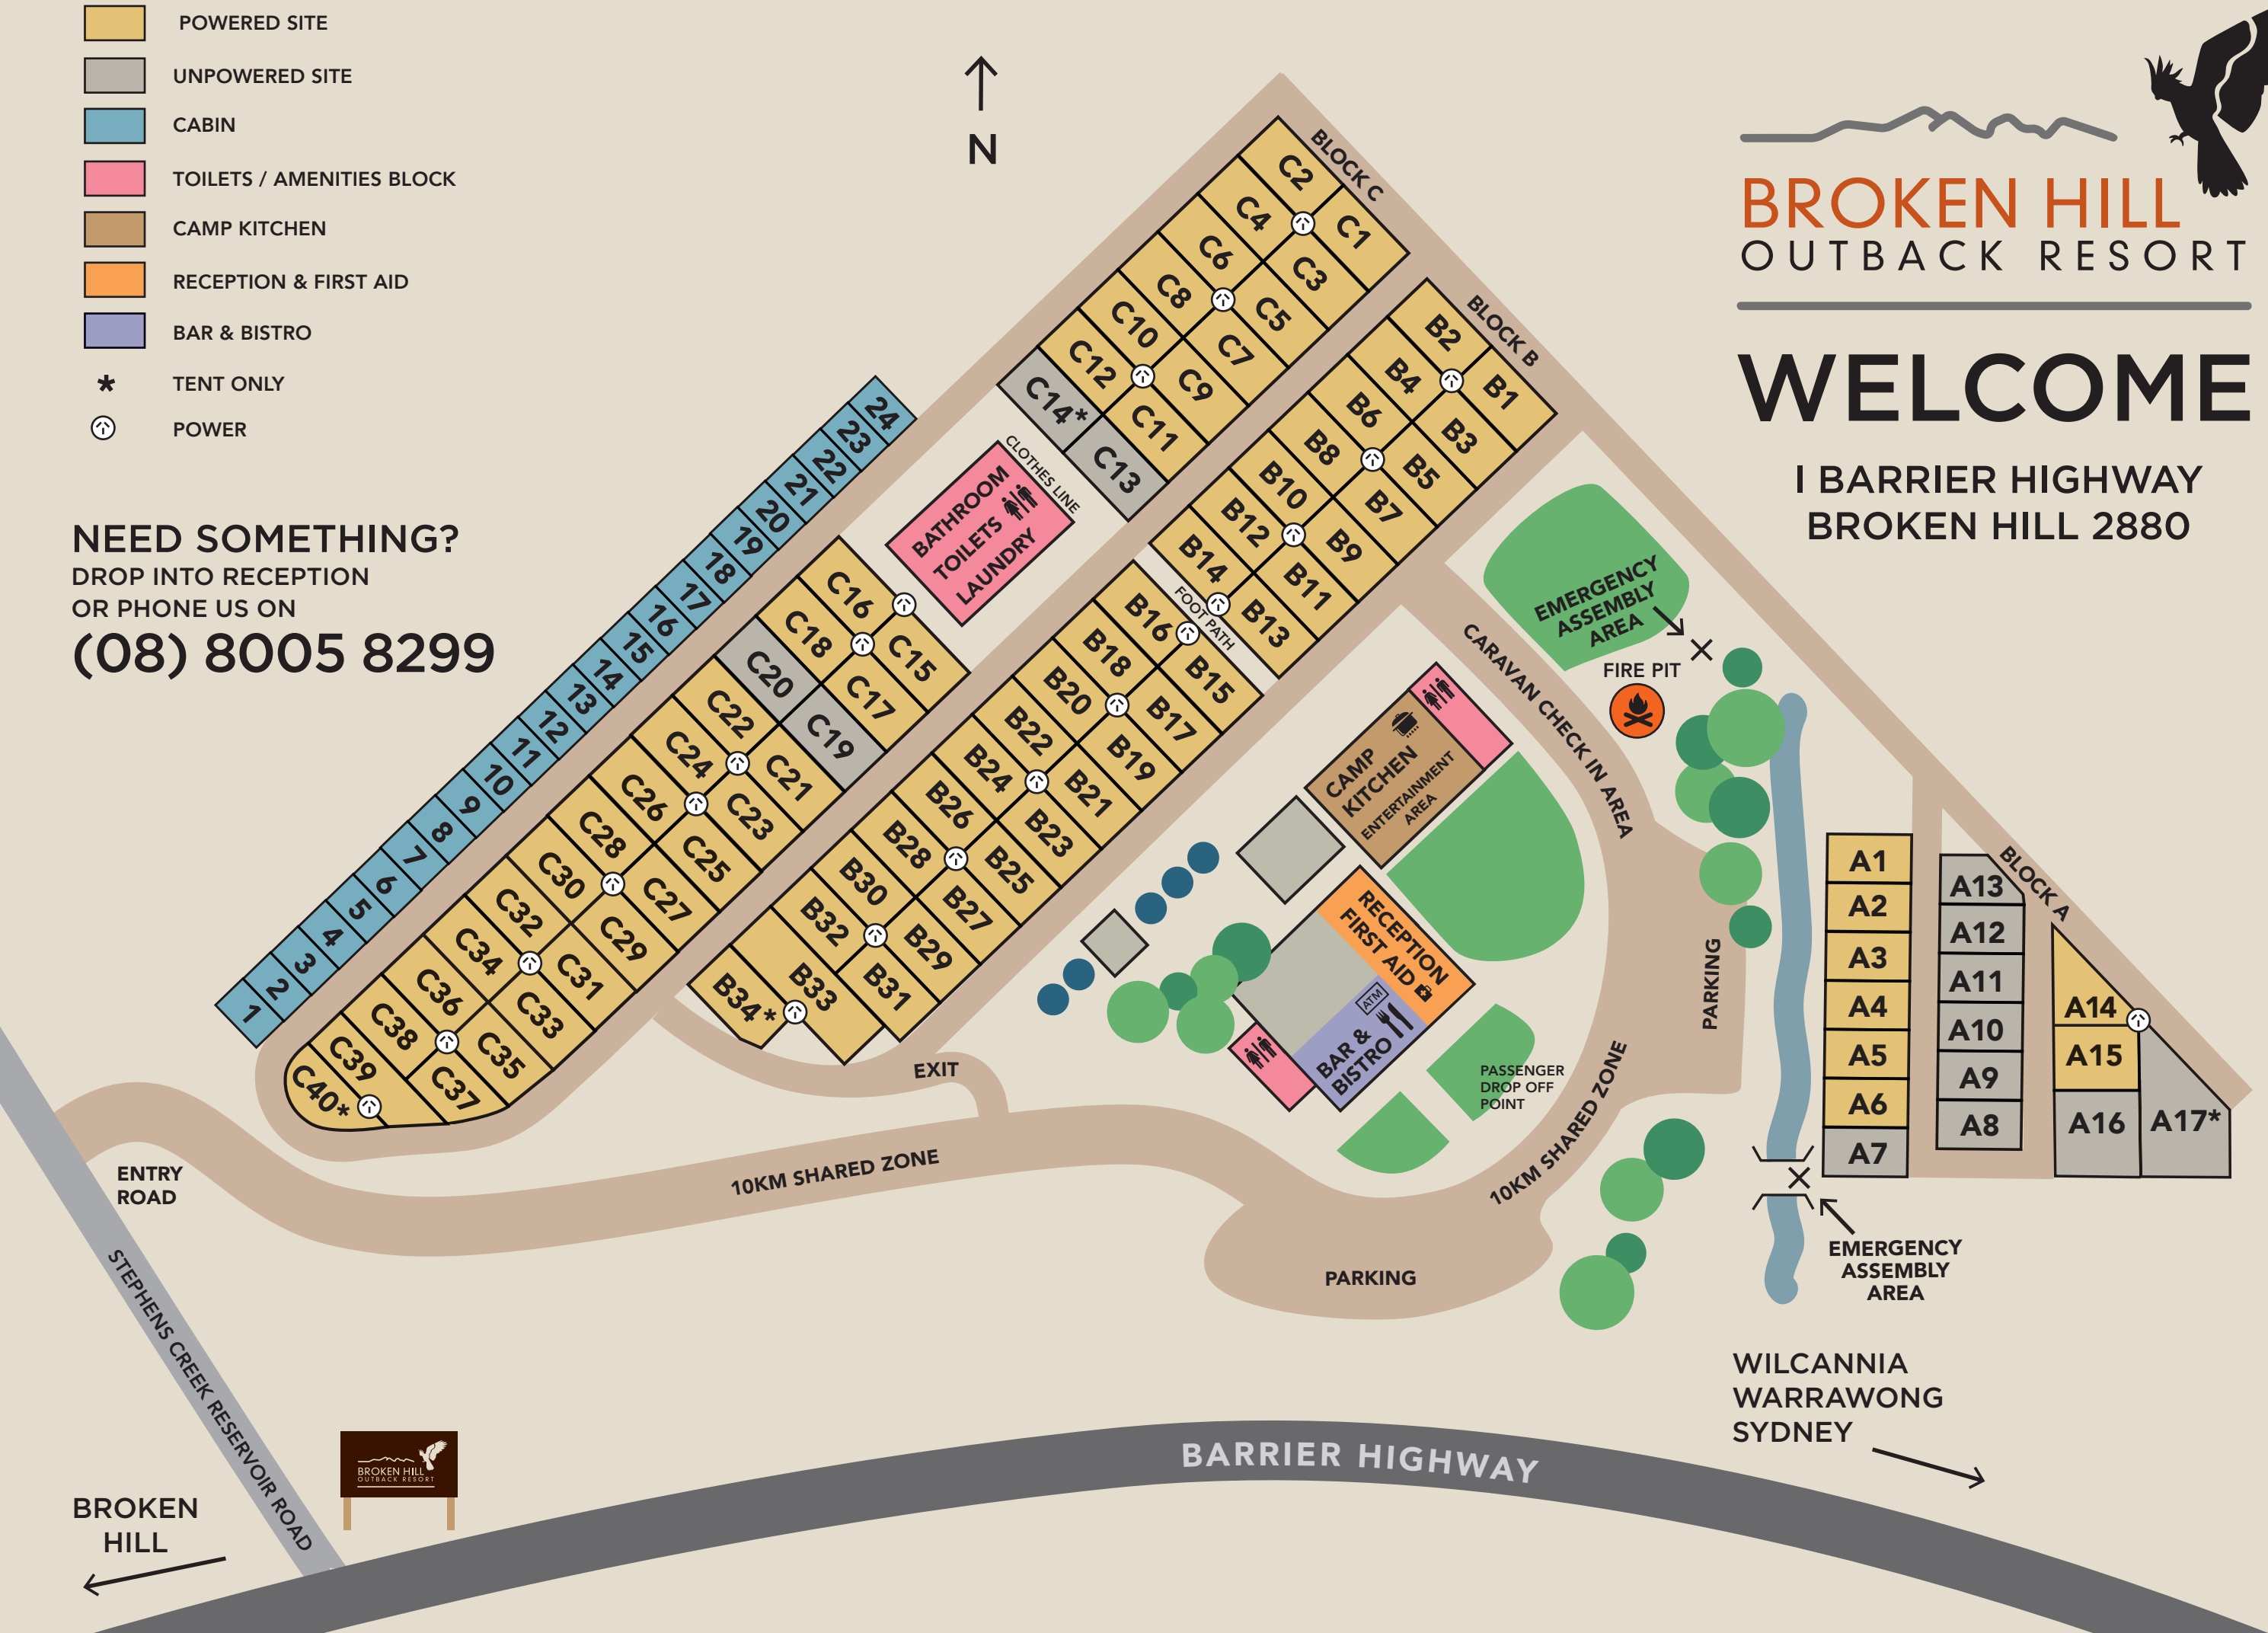 POWERED SITE
UNPOWERED SITE
CABIN
TOILETS / AMENITIES BLOCK
CAMP KITCHEN
RECEPTION & FIRST AID
BAR & BISTRO
* TENT ONLY
POWER
NEED SOMETHING?
DROP INTO RECEPTION
OR PHONE US ON
(08) 8005 8299
N
BROKEN HILL
OUTBACK RESORT
WELCOME
I BARRIER HIGHWAY
BROKEN HILL 2880
BLOCK C
C2
C1
C4
C3
C6
C5
C8
C7
C10
C9
C12
C11
C14*
C13
CLOTHES LINE
BATHROOM
TOILETS
LAUNDRY
C16
C15
C18
C17
C20
C19
C22
C21
C24
C23
C26
C25
C28
C27
C30
C29
C32
C31
C34
C33
C36
C35
C38
C37
C39
C40*
BLOCK B
B2
B1
B4
B3
B6
B5
B8
B7
B10
B9
B12
B11
B14
B13
FOOT PATH
B16
B15
B18
B17
B20
B19
B22
B21
B24
B23
B26
B25
B28
B27
B30
B29
B32
B31
B33
B34*
24
23
22
21
20
19
18
17
16
15
14
13
12
11
10
9
8
7
6
5
4
3
2
1
EMERGENCY
ASSEMBLY
AREA
FIRE PIT
CARAVAN CHECK IN AREA
CAMP
KITCHEN
ENTERTAINMENT
AREA
RECEPTION
FIRST AID
ATM
BAR &
BISTRO
PASSENGER
DROP OFF
POINT
PARKING
10KM SHARED ZONE
BLOCK A
A1
A2
A3
A4
A5
A6
A7
A13
A12
A11
A10
A9
A8
A14
A15
A16
A17*
EMERGENCY
ASSEMBLY
AREA
EXIT
10KM SHARED ZONE
PARKING
ENTRY
ROAD
STEPHENS CREEK RESERVOIR ROAD
BROKEN HILL
OUTBACK RESORT
BROKEN
HILL
BARRIER HIGHWAY
WILCANNIA
WARRAWONG
SYDNEY